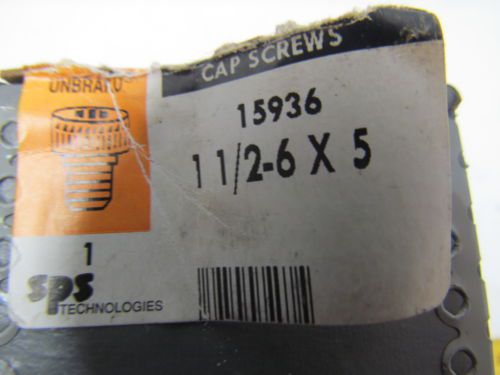 CAP SCREWS
UNBRAKO
15936
1 1/2-6 X 5
1
sps
TECHNOLOGIES